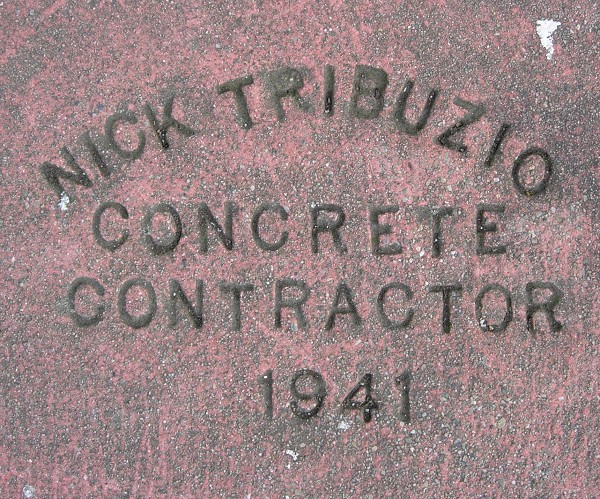 NICK TRIBUZIO
CONCRETE
CONTRACTOR
1941